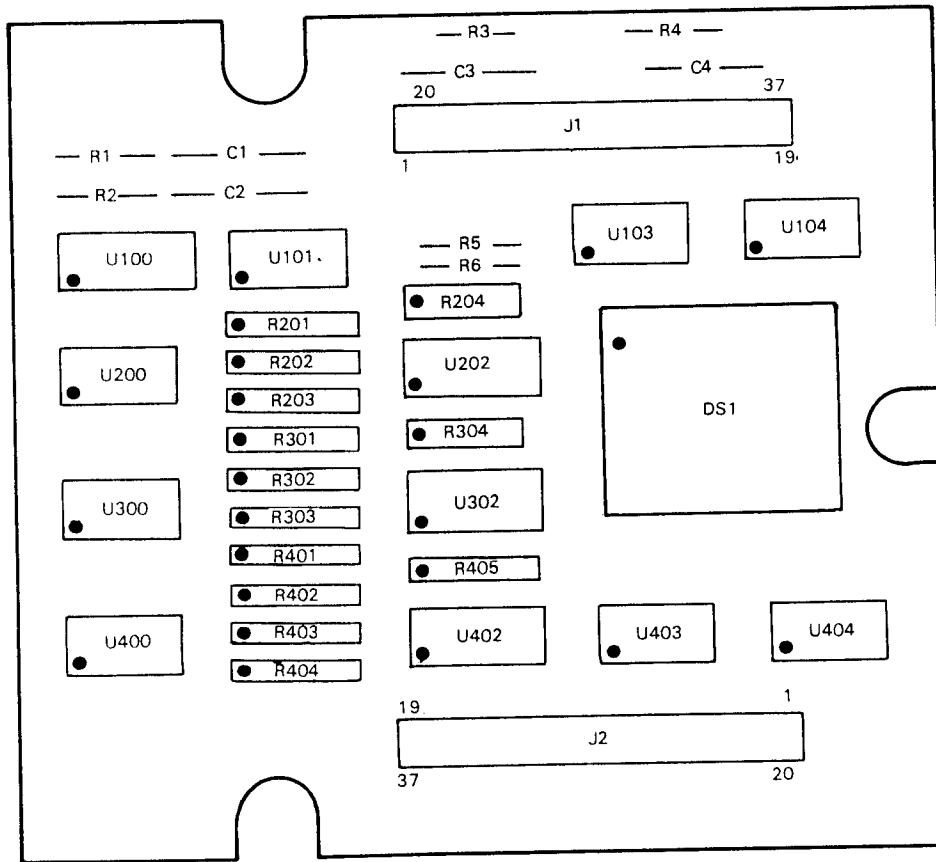 R3 R4
C3 C4
20 37
J1
1 19
R1 C1
R2 C2
U103 U104
U100 U101
R5
R6
R204
R201
R202
U200 U202
R203
DS1
R301 R304
R302
U300 U302
R303
R401
R405
R402
U400 R403 U402 U403 U404
R404
19 1
J2
37 20